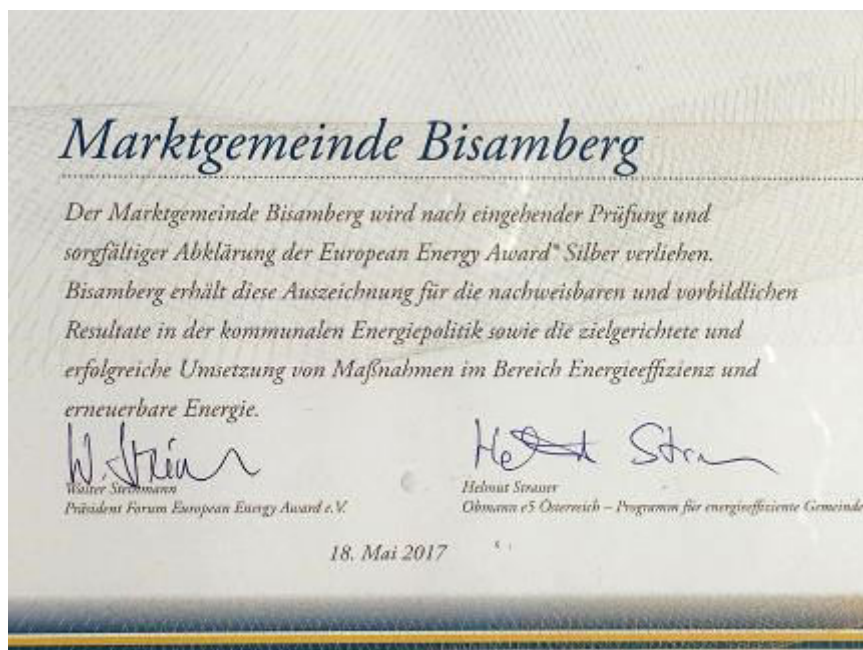 Marktgemeinde Bisamberg
Der Marktgemeinde Bisamberg wird nach eingehender Prüfung und
sorgfältiger Abklärung der European Energy Award® Silber verliehen.
Bisamberg erhält diese Auszeichnung für die nachweisbaren und vorbildlichen
Resultate in der kommunalen Energiepolitik sowie die zielgerichtete und
erfolgreiche Umsetzung von Maßnahmen im Bereich Energieeffizienz und
erneuerbare Energie.
Walter Steinmann
Präsident Forum European Energy Award e.V.
Helmut Strasser
Obmann e5 Österreich – Programm für energieeffiziente Gemeinde
18. Mai 2017